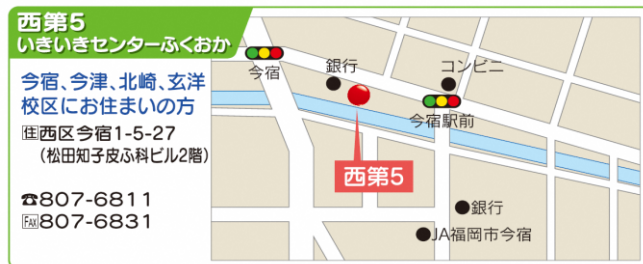 西第5
いきいきセンターふくおか
今宿、今津、北崎、玄洋
校区にお住まいの方
住西区今宿1-5-27
（松田知子皮ふ科ビル2階）
☎807-6811
FAX807-6831
今宿
銀行
コンビニ
今宿駅前
西第5
銀行
JA福岡市今宿